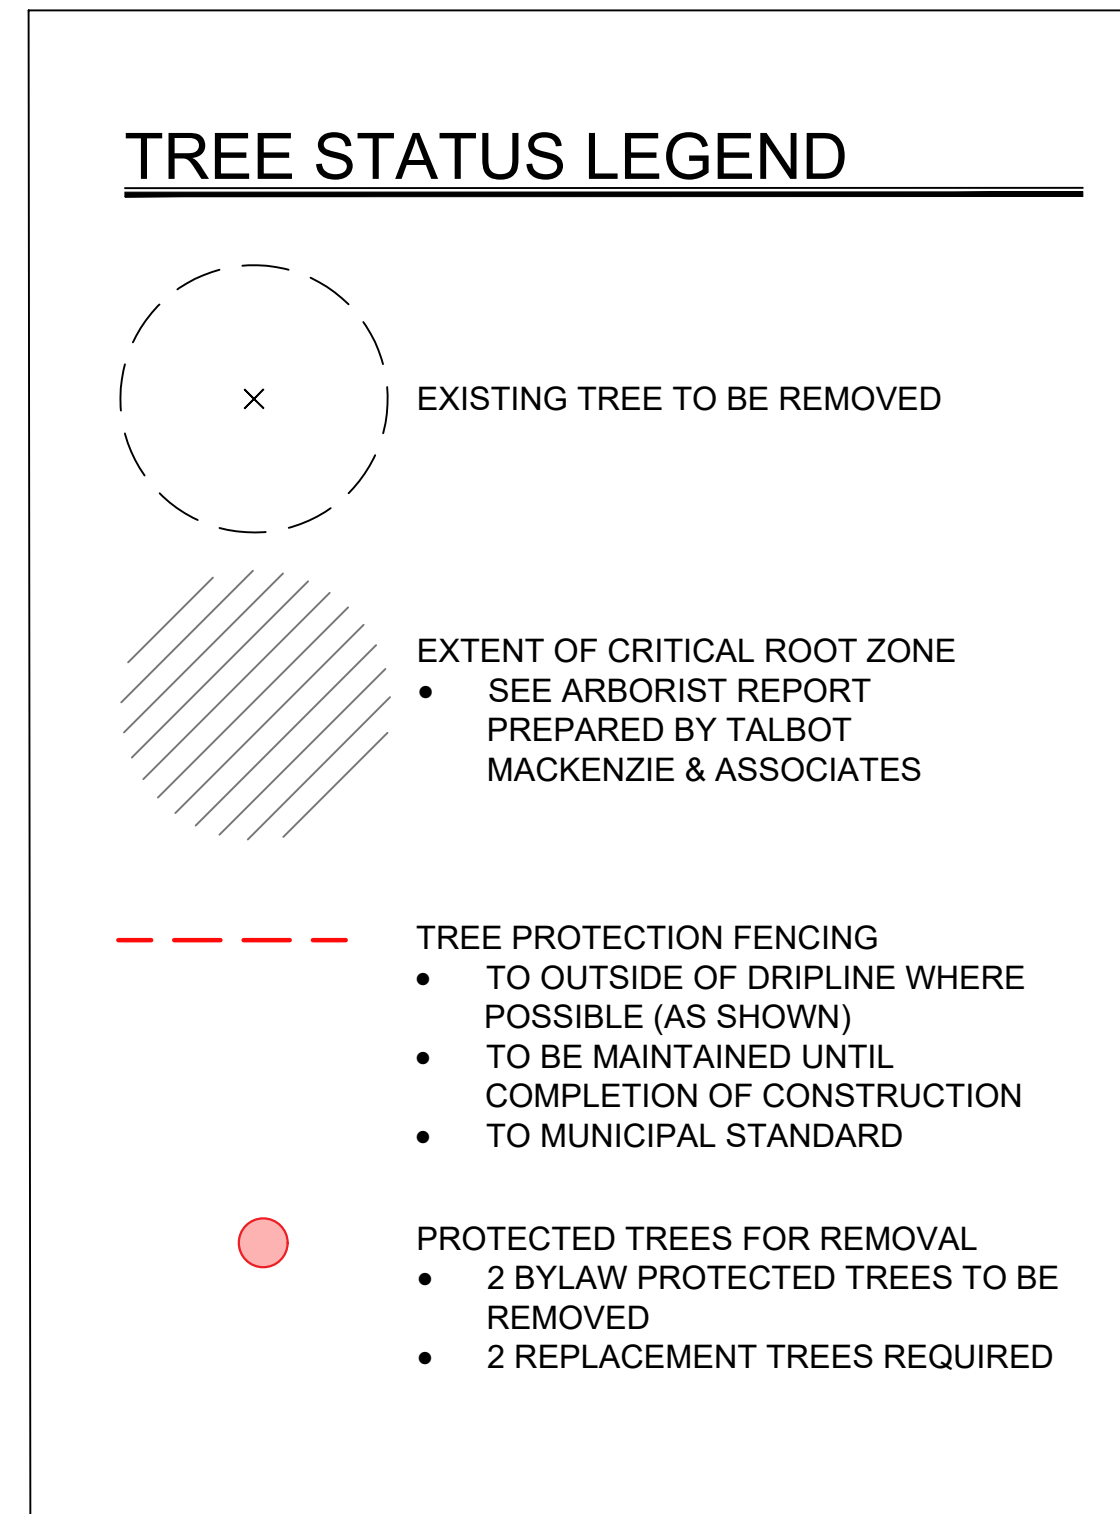 TREE STATUS LEGEND
EXISTING TREE TO BE REMOVED
EXTENT OF CRITICAL ROOT ZONE
• SEE ARBORIST REPORT
PREPARED BY TALBOT
MACKENZIE & ASSOCIATES
TREE PROTECTION FENCING
• TO OUTSIDE OF DRIPLINE WHERE
POSSIBLE (AS SHOWN)
• TO BE MAINTAINED UNTIL
COMPLETION OF CONSTRUCTION
• TO MUNICIPAL STANDARD
PROTECTED TREES FOR REMOVAL
• 2 BYLAW PROTECTED TREES TO BE
REMOVED
• 2 REPLACEMENT TREES REQUIRED